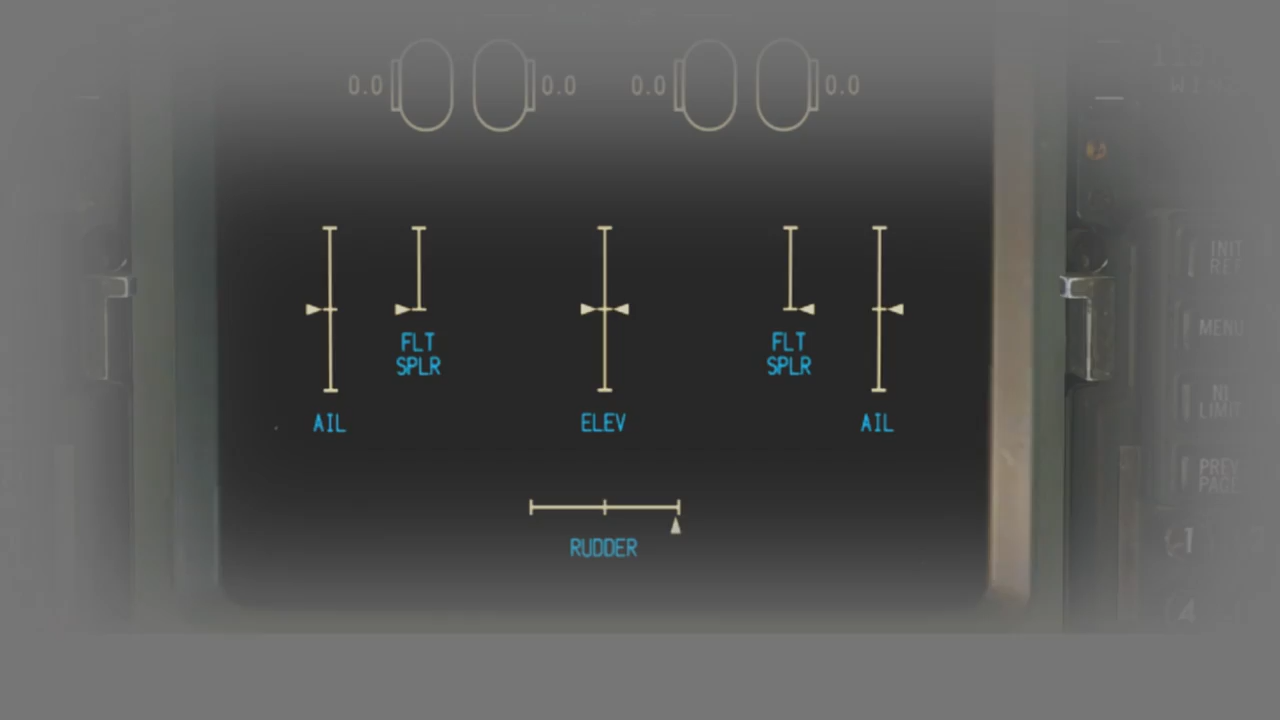 0.0 0.0 0.0 0.0
FLT
SPLR
FLT
SPLR
AIL ELEV AIL
RUDDER
INIT
REF
MENU
N1
LIMIT
PREV
PAGE